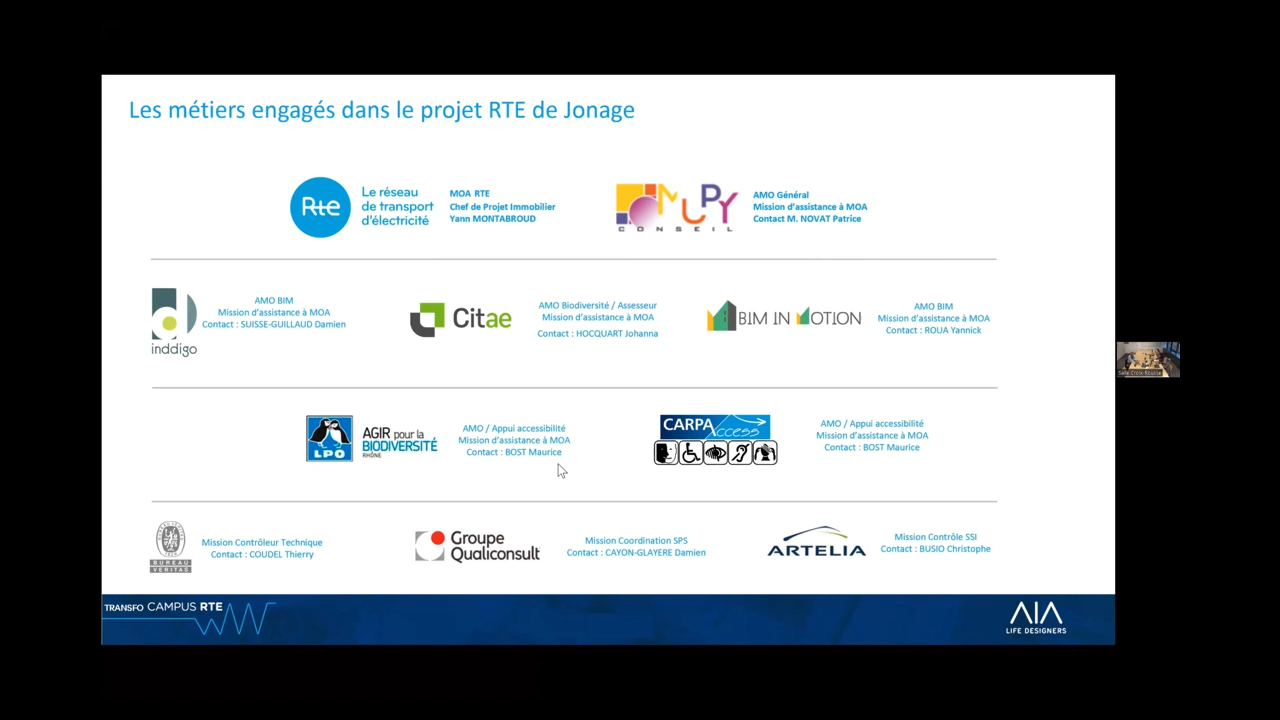 Les métiers engagés dans le projet RTE de Jonage
Rte
Le réseau
de transport
d'électricité
MOA RTE
Chef de Projet Immobilier
Yann MONTABROUD
MUPY
CONSEIL
AMO Général
Mission d'assistance à MOA
Contact M. NOVAT Patrice
inddigo
AMO BIM
Mission d'assistance à MOA
Contact : SUISSE-GUILLAUD Damien
Citae
AMO Biodiversité / Assesseur
Mission d'assistance à MOA
Contact : HOCQUART Johanna
BIM IN MOTION
AMO BIM
Mission d'assistance à MOA
Contact : ROUA Yannick
LPO
AGIR pour la
BIODIVERSITÉ
RHÔNE
AMO / Appui accessibilité
Mission d'assistance à MOA
Contact : BOST Maurice
CARPA
Access
AMO / Appui accessibilité
Mission d'assistance à MOA
Contact : BOST Maurice
BUREAU
VERITAS
Mission Contrôleur Technique
Contact : COUDEL Thierry
Groupe
Qualiconsult
Mission Coordination SPS
Contact : CAYON-GLAYERE Damien
ARTELIA
Mission Contrôle SSI
Contact : BUSIO Christophe
TRANSFO CAMPUS RTE
AIA
LIFE DESIGNERS
Salle Croix-Rousse